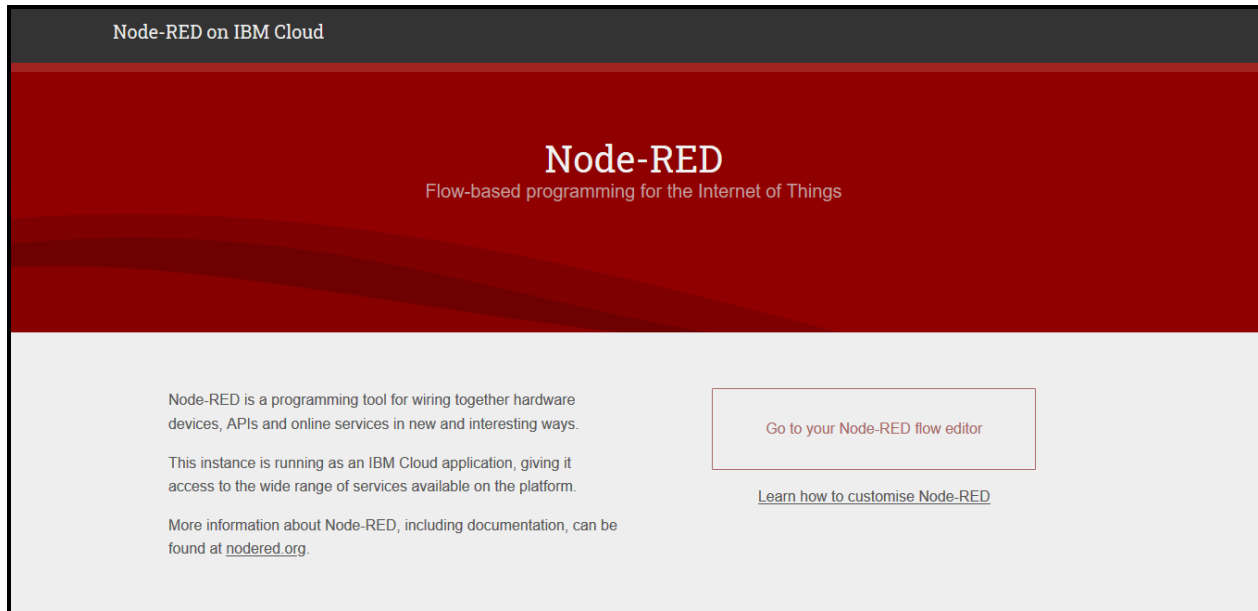 Node-RED on IBM Cloud
Node-RED
Flow-based programming for the Internet of Things
Node-RED is a programming tool for wiring together hardware
devices, APIs and online services in new and interesting ways.
This instance is running as an IBM Cloud application, giving it
access to the wide range of services available on the platform.
More information about Node-RED, including documentation, can be
found at nodered.org.
Go to your Node-RED flow editor
Learn how to customise Node-RED